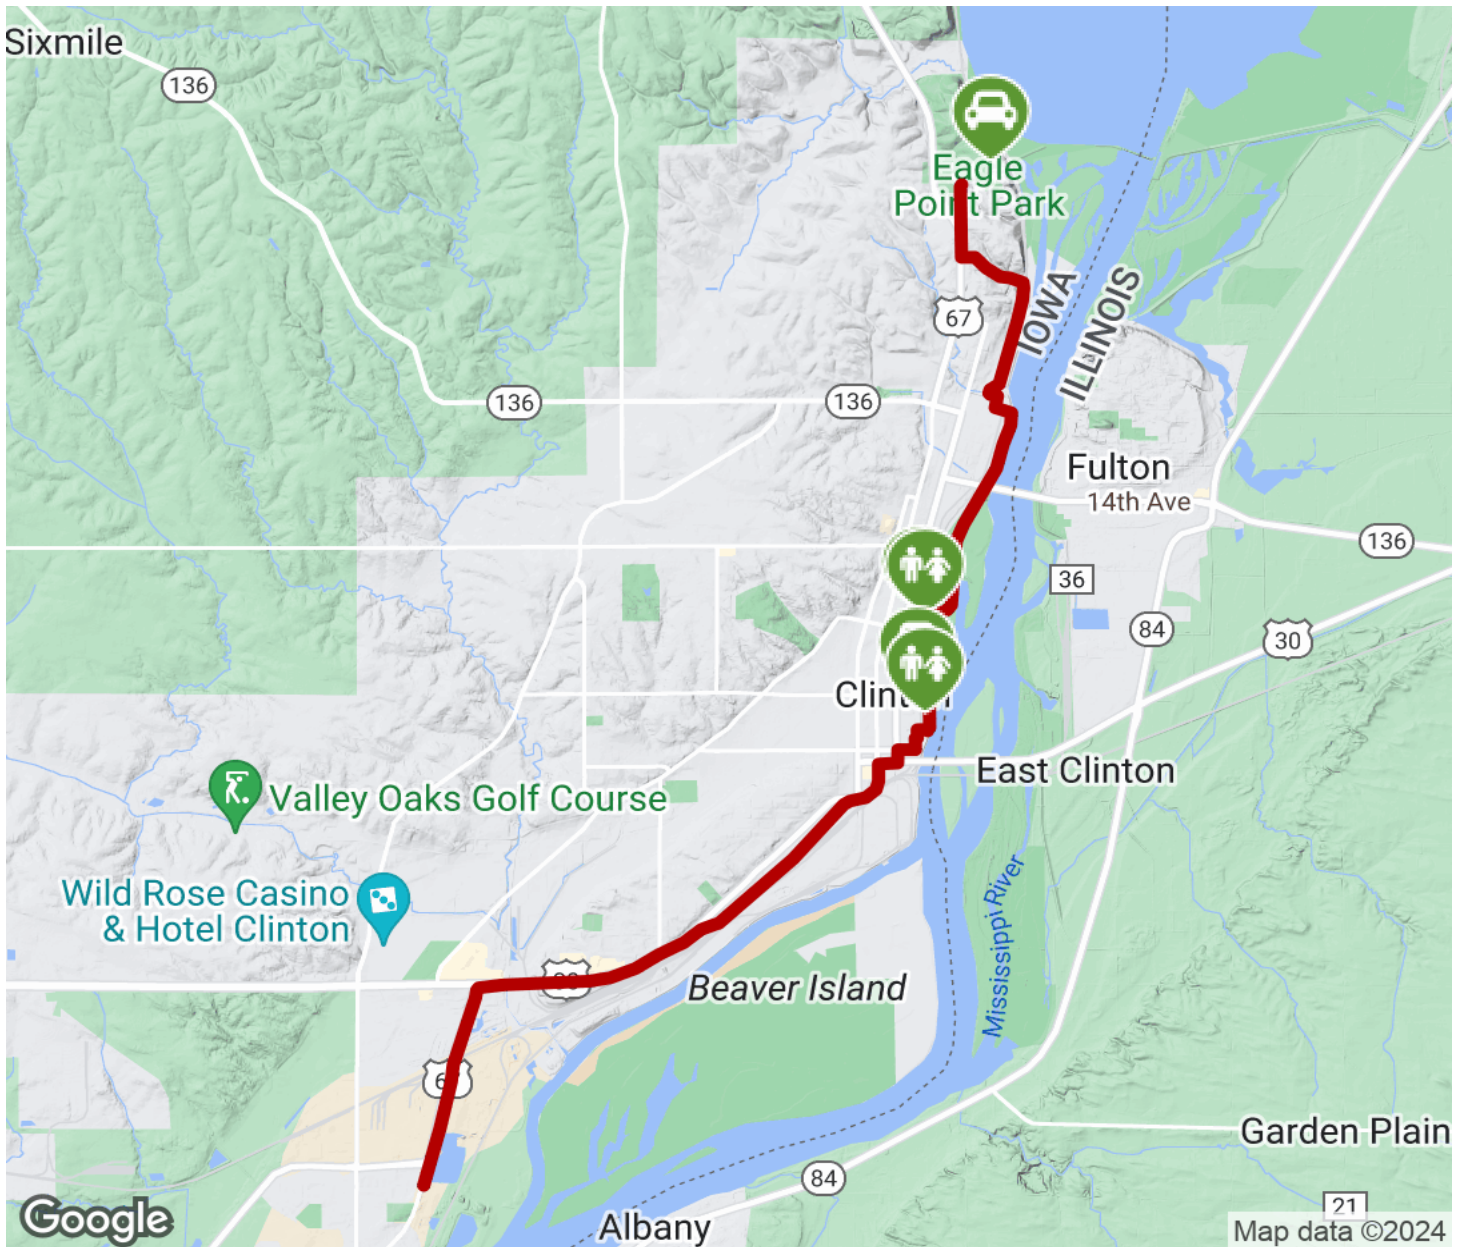 Sixmile
136
Eagle
Point Park
67
IOWA
ILLINOIS
136
136
Fulton
14th Ave
136
36
84
30
Clinton
East Clinton
Valley Oaks Golf Course
Wild Rose Casino
& Hotel Clinton
Mississippi River
Beaver Island
Garden Plain
84
21
Albany
Google
Map data ©2024